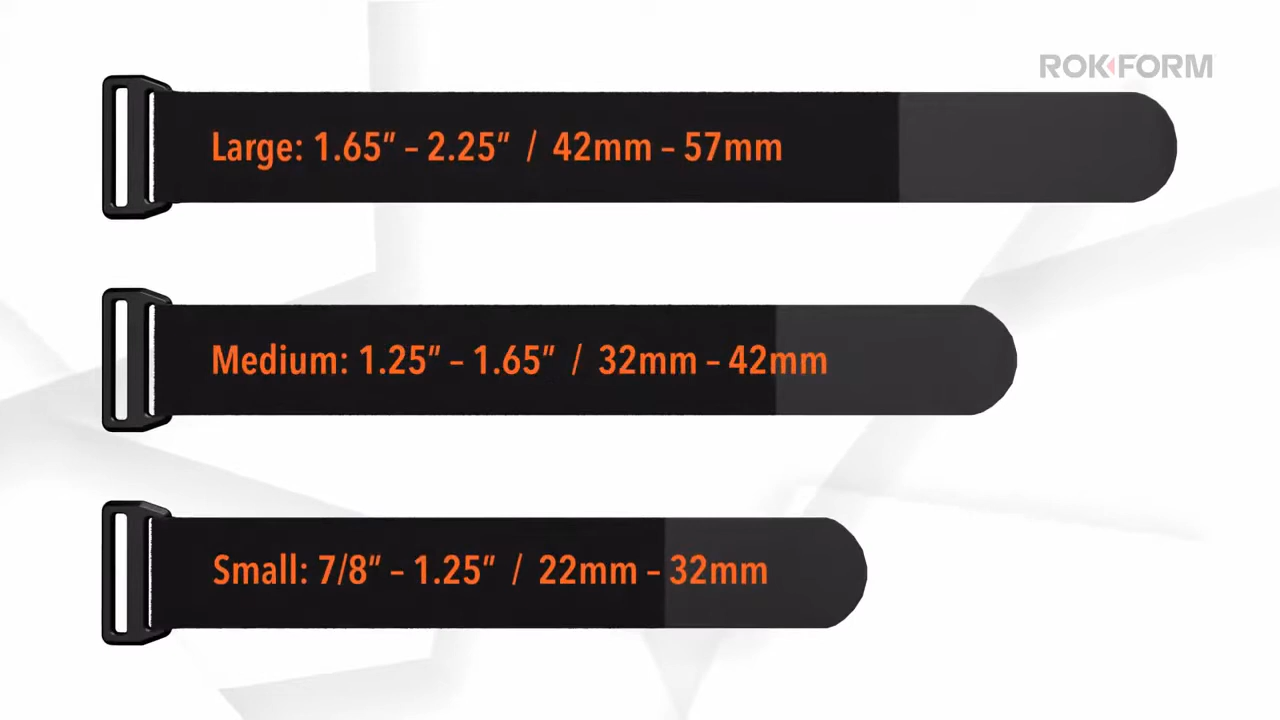 ROKFORM
Large: 1.65” – 2.25” / 42mm – 57mm
Medium: 1.25” – 1.65” / 32mm – 42mm
Small: 7/8” – 1.25” / 22mm – 32mm